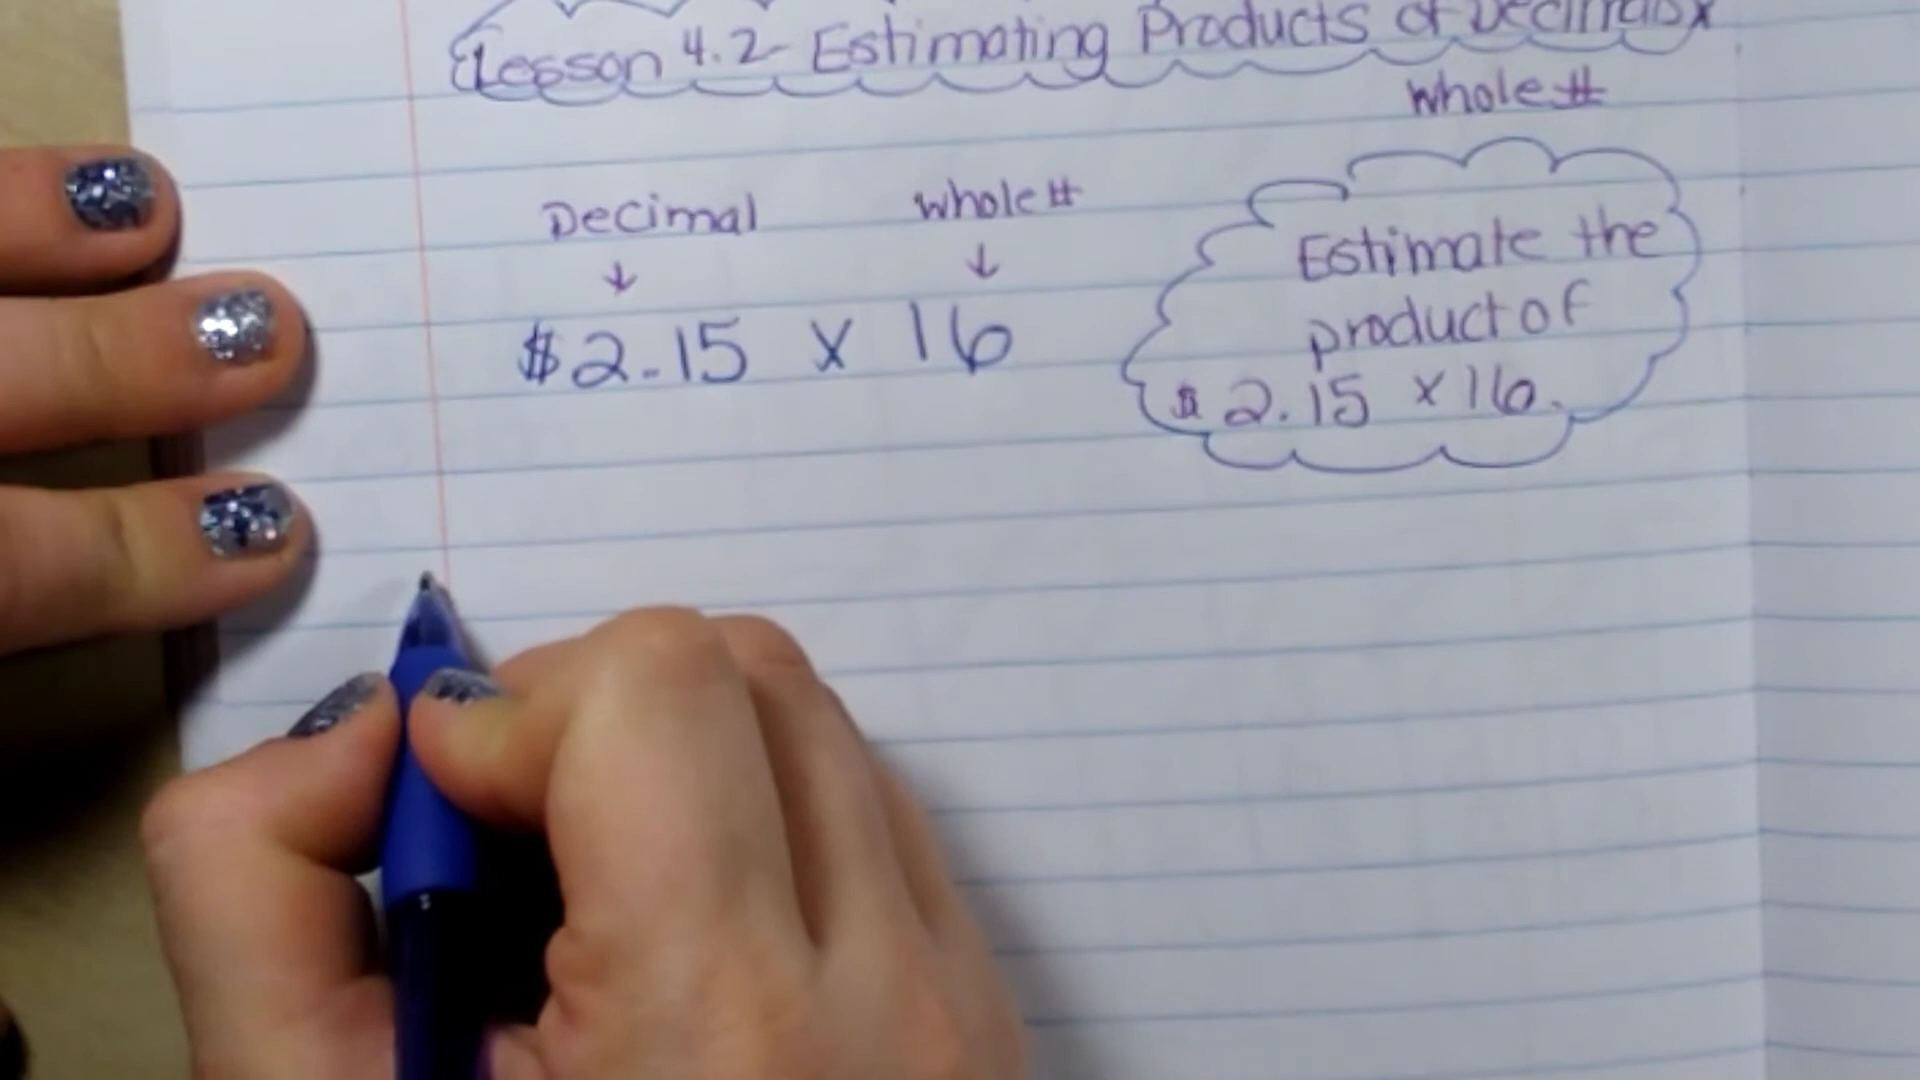 Lesson 4.2 Estimating Products of Decimals x
Whole #
Decimal Whole #
↓ ↓
$2.15 x 16
Estimate the
product of
$2.15 x 16.